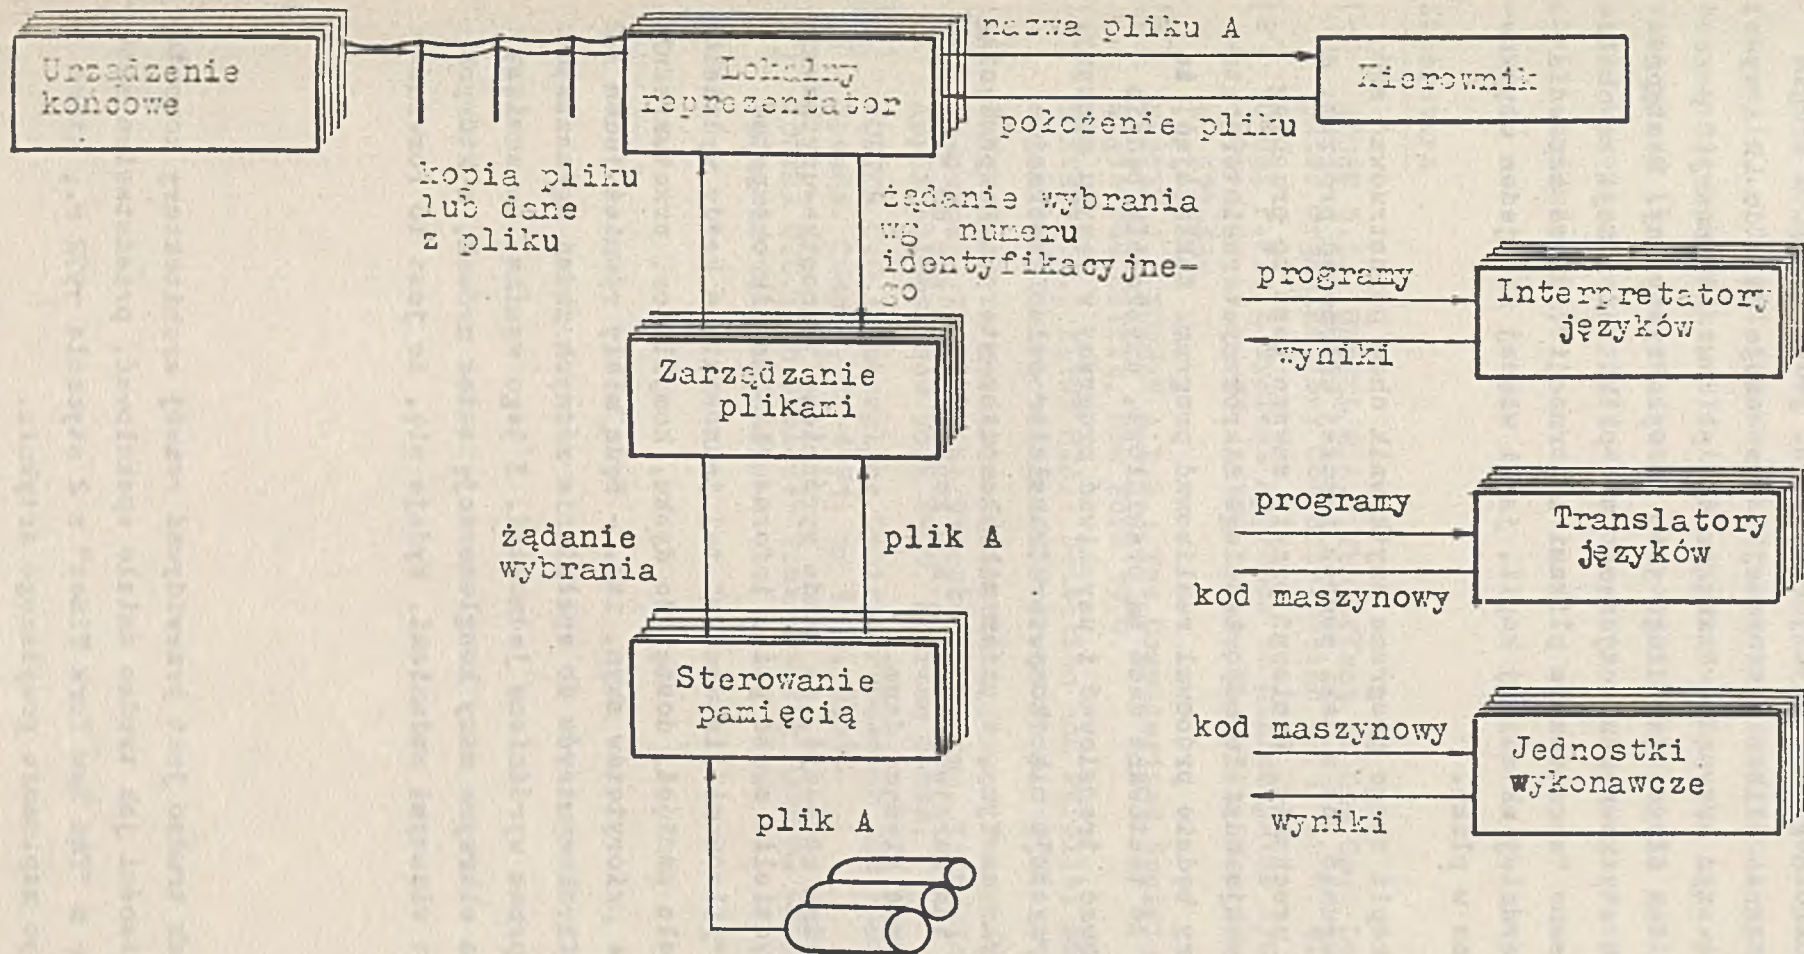 Urządzenie
końcowe
Lokalny
reprezentator
nazwa pliku A
położenie pliku
Kierownik
kopia pliku
lub dane
z pliku
żądanie wybrania
wg numeru
identyfikacyjne-
go
Zarządzanie
plikami
żądanie
wybrania
plik A
Sterowanie
pamięcią
plik A
programy
wyniki
Interpretatory
języków
programy
kod maszynowy
Translatory
języków
kod maszynowy
wyniki
Jednostki
wykonawcze